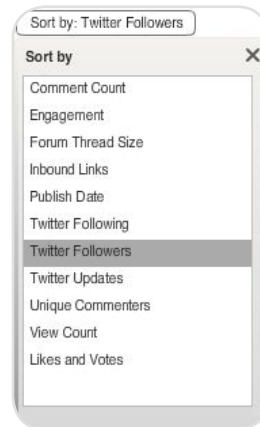 Sort by: Twitter Followers
Sort by
Comment Count
Engagement
Forum Thread Size
Inbound Links
Publish Date
Twitter Following
Twitter Followers
Twitter Updates
Unique Commenters
View Count
Likes and Votes